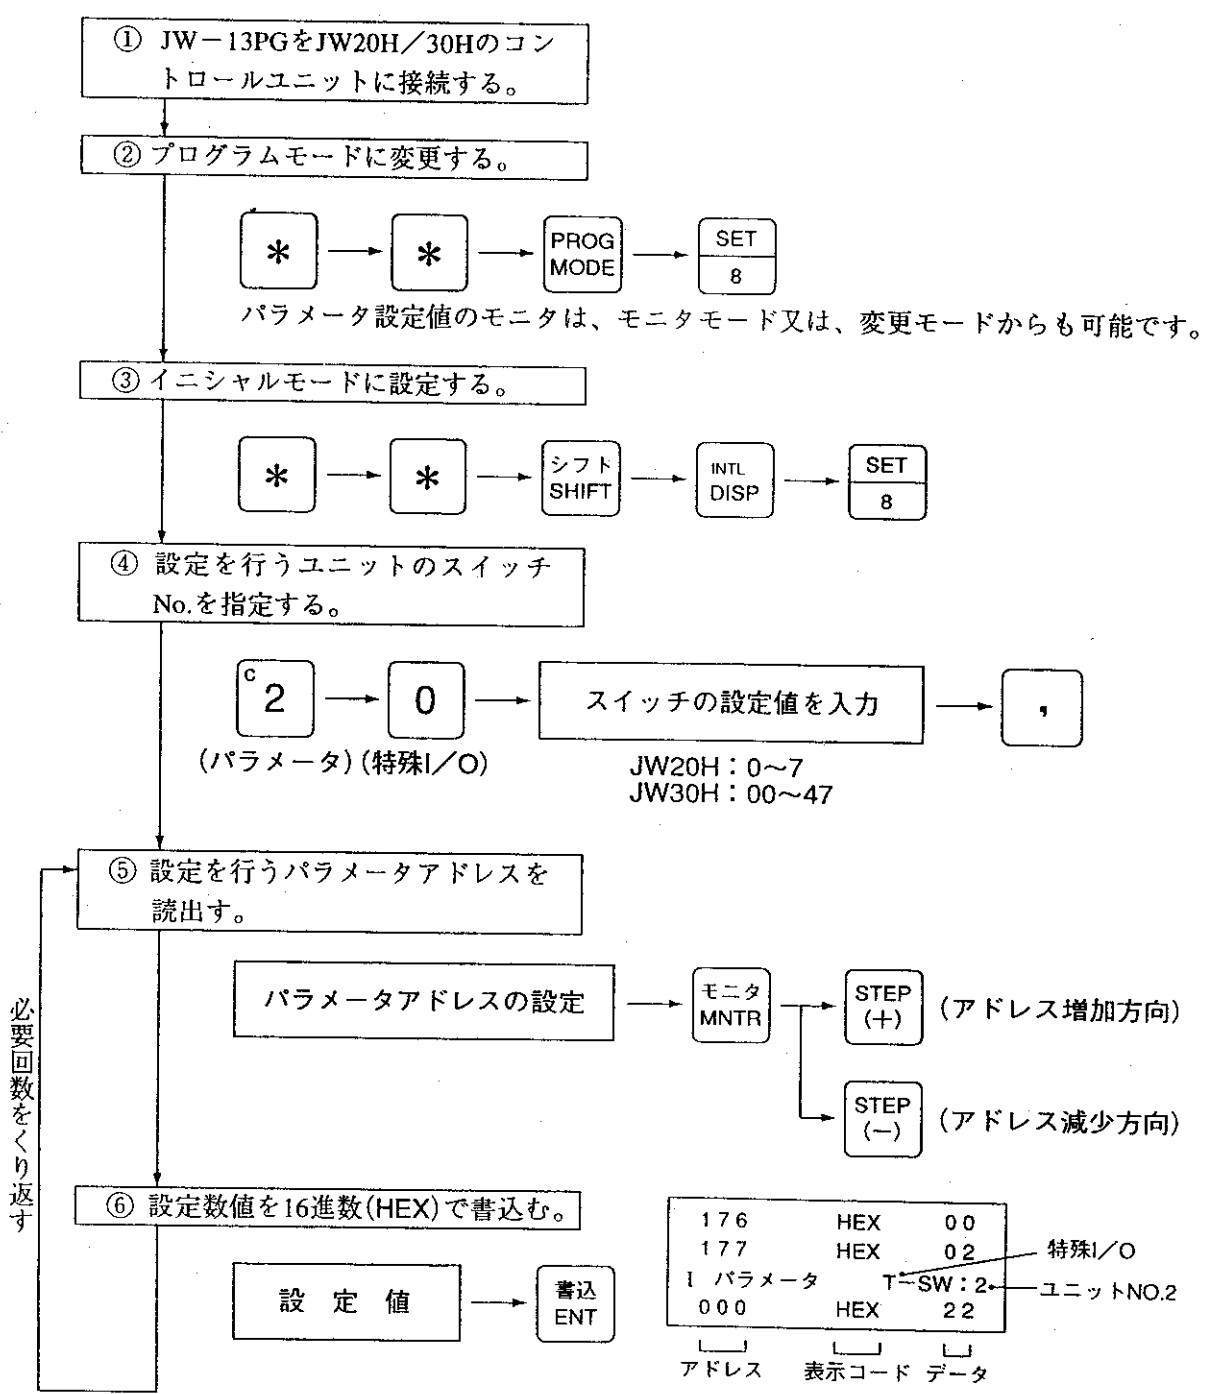 ① JW－13PGをJW20H／30Hのコン
トロールユニットに接続する。
② プログラムモードに変更する。
* * PROG MODE SET 8
パラメータ設定値のモニタは、モニタモード又は、変更モードからも可能です。
③ イニシャルモードに設定する。
* * シフト SHIFT INTL DISP SET 8
④ 設定を行うユニットのスイッチ
No.を指定する。
C 2 0 スイッチの設定値を入力 ，
(パラメータ) (特殊I／O)
JW20H：0～7
JW30H：00～47
⑤ 設定を行うパラメータアドレスを
読出す。
パラメータアドレスの設定 モニタ MNTR STEP (＋) (アドレス増加方向)
STEP (－) (アドレス減少方向)
必要回数をくり返す
⑥ 設定数値を16進数(HEX)で書込む。
設 定 値 書込 ENT
176 HEX 00
177 HEX 02
I パラメータ T－SW：2
000 HEX 22
特殊I／O
ユニットNO.2
アドレス 表示コード データ